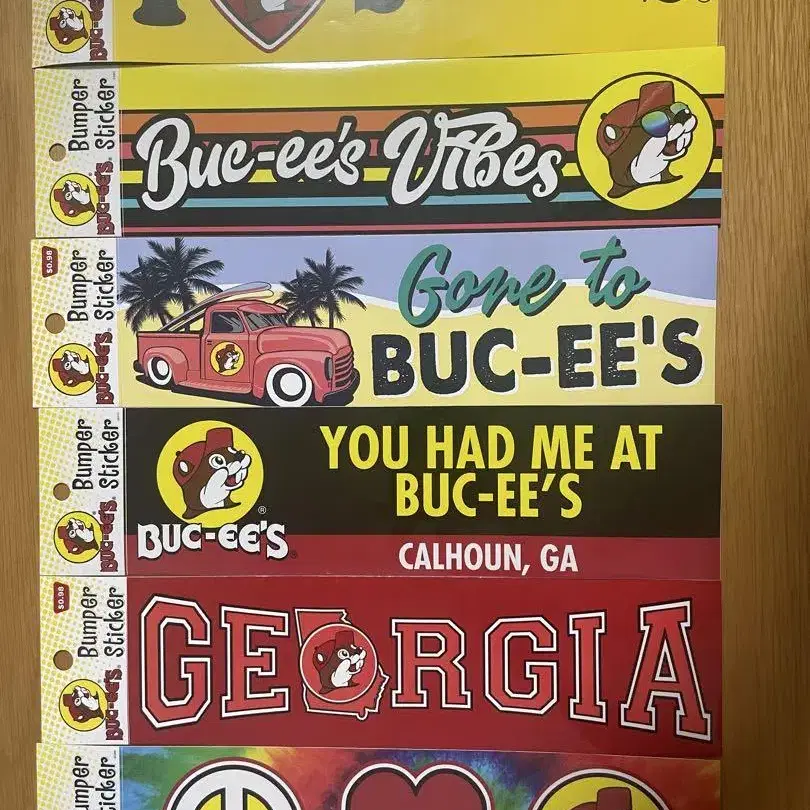 BUC-EE'S
Bumper
Sticker
BUC-EE'S
Buc-ee's Vibes
$0.98
Bumper
Sticker
BUC-EE'S
Gone to
BUC-EE'S
Bumper
Sticker
BUC-EE'S
BUC-EE'S
YOU HAD ME AT
BUC-EE'S
CALHOUN, GA
$0.98
Bumper
Sticker
BUC-EE'S
GEORGIA
Bumper
Sticker